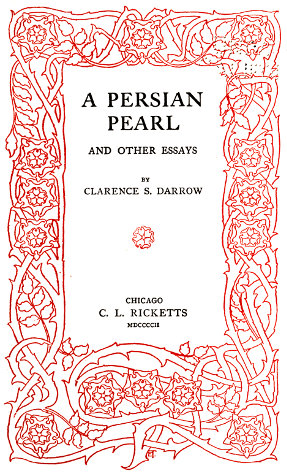 A PERSIAN
PEARL
AND OTHER ESSAYS
BY
CLARENCE S. DARROW
CHICAGO
C. L. RICKETTS
MDCCCCII